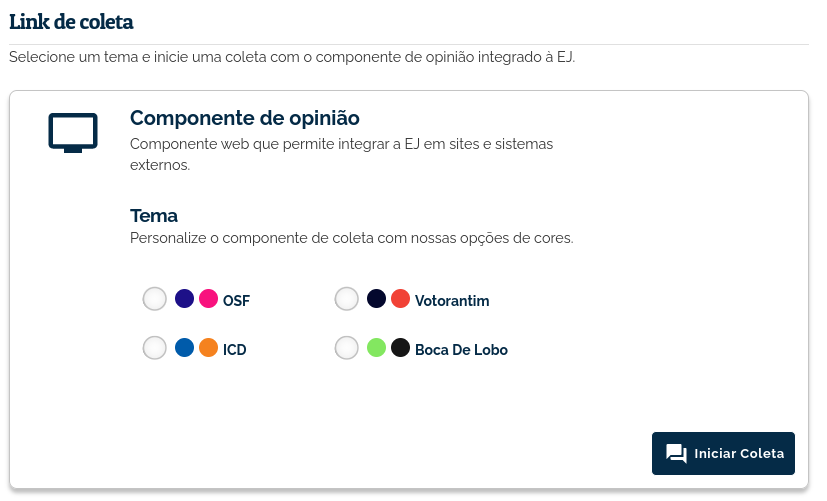 Link de coleta
Selecione um tema e inicie uma coleta com o componente de opinião integrado à EJ.
Componente de opinião
Componente web que permite integrar a EJ em sites e sistemas
externos.
Tema
Personalize o componente de coleta com nossas opções de cores.
OSF
Votorantim
ICD
Boca De Lobo
Iniciar Coleta